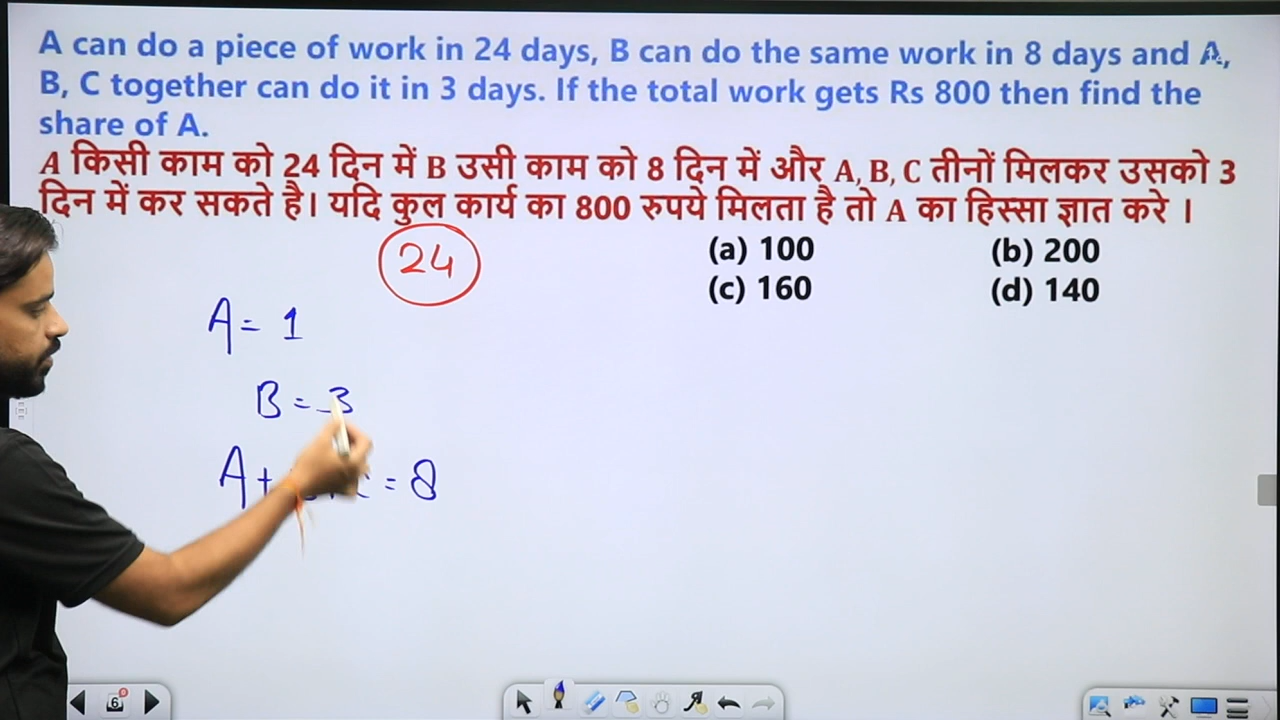 A can do a piece of work in 24 days, B can do the same work in 8 days and A,
B, C together can do it in 3 days. If the total work gets Rs 800 then find the
share of A.
A किसी काम को 24 दिन में B उसी काम को 8 दिन में और A, B, C तीनों मिलकर उसको 3
दिन में कर सकते है। यदि कुल कार्य का 800 रुपये मिलता है तो A का हिस्सा ज्ञात करे ।
(a) 100 (b) 200
(c) 160 (d) 140
24
A = 1
B = 3
A + = 8
6